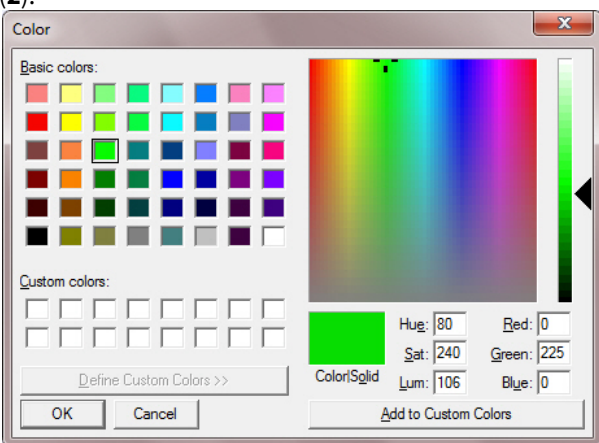 (2).
Color
Basic colors:
Custom colors:
Define Custom Colors >>
OK Cancel
Color|Solid
Hue: 80 Red: 0
Sat: 240 Green: 225
Lum: 106 Blue: 0
Add to Custom Colors